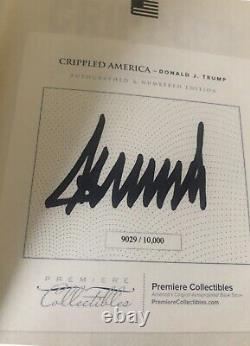 CRIPPLED AMERICA – DONALD J. TRUMP
AUTOGRAPHED & NUMBERED EDITION
9029 / 10,000
PREMIERE
Collectibles
Premiere Collectibles
America's Largest Autographed Book Store
PremiereCollectibles.com